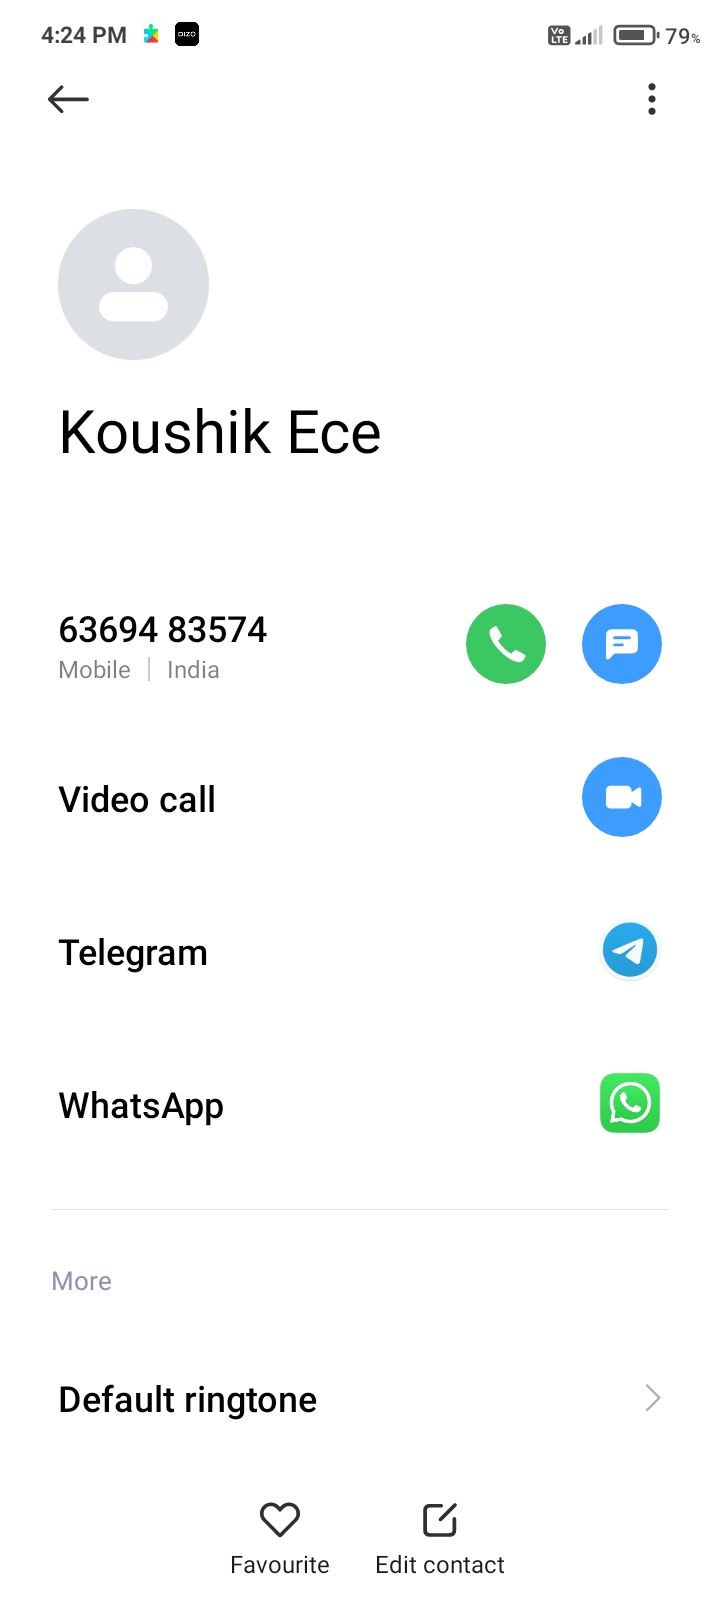 4:24 PM DIZO Vo LTE 79%
Koushik Ece
63694 83574
Mobile | India
Video call
Telegram
WhatsApp
More
Default ringtone
Favourite Edit contact